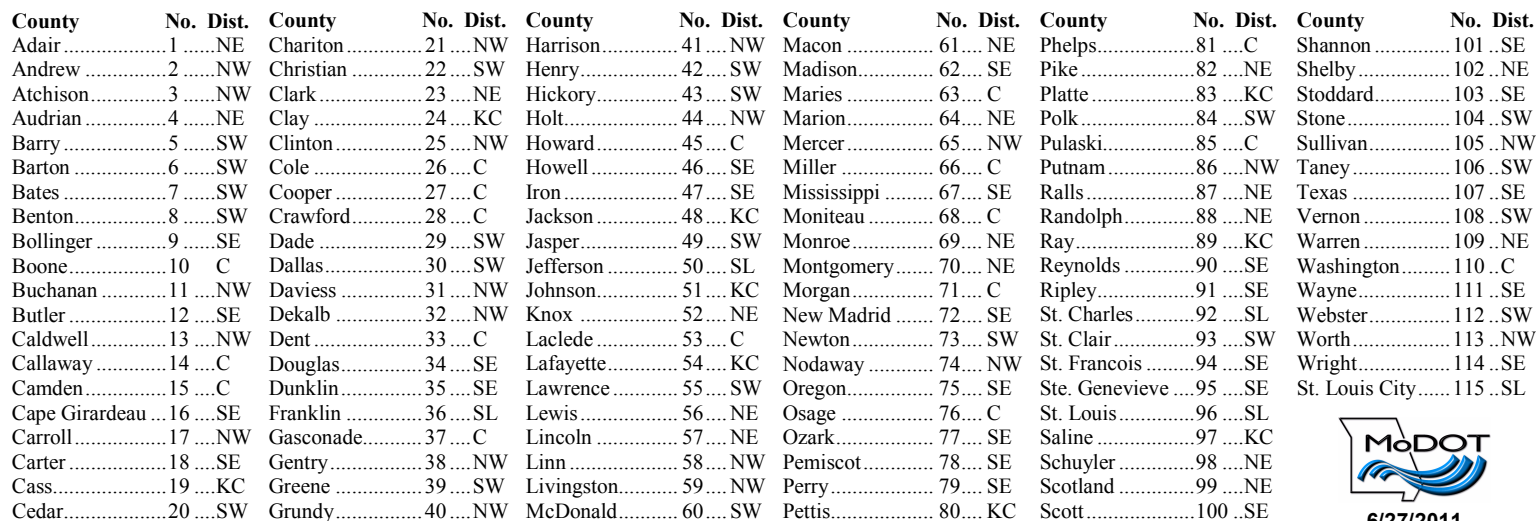 County No. Dist. County No. Dist. County No. Dist. County No. Dist. County No. Dist. County No. Dist.
Adair ....................1 ......NE Chariton ................21 ....NW Harrison ................41 .... NW Macon ................ 61.... NE Phelps..................81 ....C Shannon ...............101 ..SE
Andrew ................2 ......NW Christian ...............22 ....SW Henry....................42.... SW Madison.............. 62.... SE Pike ......................82 ....NE Shelby ..................102 ..NE
Atchison...............3 ......NW Clark .....................23 ....NE Hickory.................43.... SW Maries ................ 63.... C Platte ....................83 ....KC Stoddard...............103 ..SE
Audrian ................4 ......NE Clay ......................24 ....KC Holt ......................44 .... NW Marion................ 64.... NE Polk ......................84 ....SW Stone ....................104 ..SW
Barry ....................5 ......SW Clinton..................25 ....NW Howard.................45 .... C Mercer ................ 65.... NW Pulaski..................85 ....C Sullivan................105 ..NW
Barton ..................6 ......SW Cole ......................26 ....C Howell ..................46 .... SE Miller ................. 66.... C Putnam .................86 ....NW Taney ...................106 ..SW
Bates ....................7 ......SW Cooper ..................27 ....C Iron .......................47 .... SE Mississippi ......... 67.... SE Ralls .....................87 ....NE Texas ....................107 ..SE
Benton ..................8 ......SW Crawford...............28 ....C Jackson .................48 .... KC Moniteau ............ 68.... C Randolph ..............88 ....NE Vernon .................108 ..SW
Bollinger ..............9 ......SE Dade .....................29 ....SW Jasper....................49.... SW Monroe............... 69.... NE Ray.......................89 ....KC Warren .................109 ..NE
Boone...................10 C Dallas ...................30 ....SW Jefferson ...............50 .... SL Montgomery....... 70.... NE Reynolds ..............90 ....SE Washington..........110 ..C
Buchanan .............11 ....NW Daviess .................31 ....NW Johnson.................51.... KC Morgan............... 71.... C Ripley...................91 ....SE Wayne ..................111 ..SE
Butler ...................12 ....SE Dekalb ..................32 ....NW Knox ....................52 .... NE New Madrid ....... 72.... SE St. Charles............92 ....SL Webster................112 ..SW
Caldwell...............13 ....NW Dent ......................33 ....C Laclede .................53 .... C Newton............... 73.... SW St. Clair ................93 ....SW Worth ...................113 ..NW
Callaway ..............14 ....C Douglas.................34 ....SE Lafayette ...............54 .... KC Nodaway ............ 74.... NW St. Francois ..........94 ....SE Wright ..................114 ..SE
Camden ................15 ....C Dunklin.................35 ....SE Lawrence ..............55 .... SW Oregon................ 75.... SE Ste. Genevieve ....95 ....SE St. Louis City.......115 ..SL
Cape Girardeau ...16 ....SE Franklin ................36 ....SL Lewis ....................56 .... NE Osage ................. 76.... C St. Louis ...............96 ....SL
Carroll ..................17 ....NW Gasconade............37 ....C Lincoln .................57 .... NE Ozark.................. 77.... SE Saline ...................97 ....KC MoDOT
Carter ...................18 ....SE Gentry...................38 ....NW Linn ......................58 .... NW Pemiscot............. 78.... SE Schuyler ...............98 ....NE
Cass......................19 ....KC Greene ..................39 ....SW Livingston.............59.... NW Perry................... 79.... SE Scotland ...............99 ....NE
Cedar....................20 ....SW Grundy..................40 ....NW McDonald.............60 .... SW Pettis.................. 80.... KC Scott .....................100 ..SE 6/27/2011